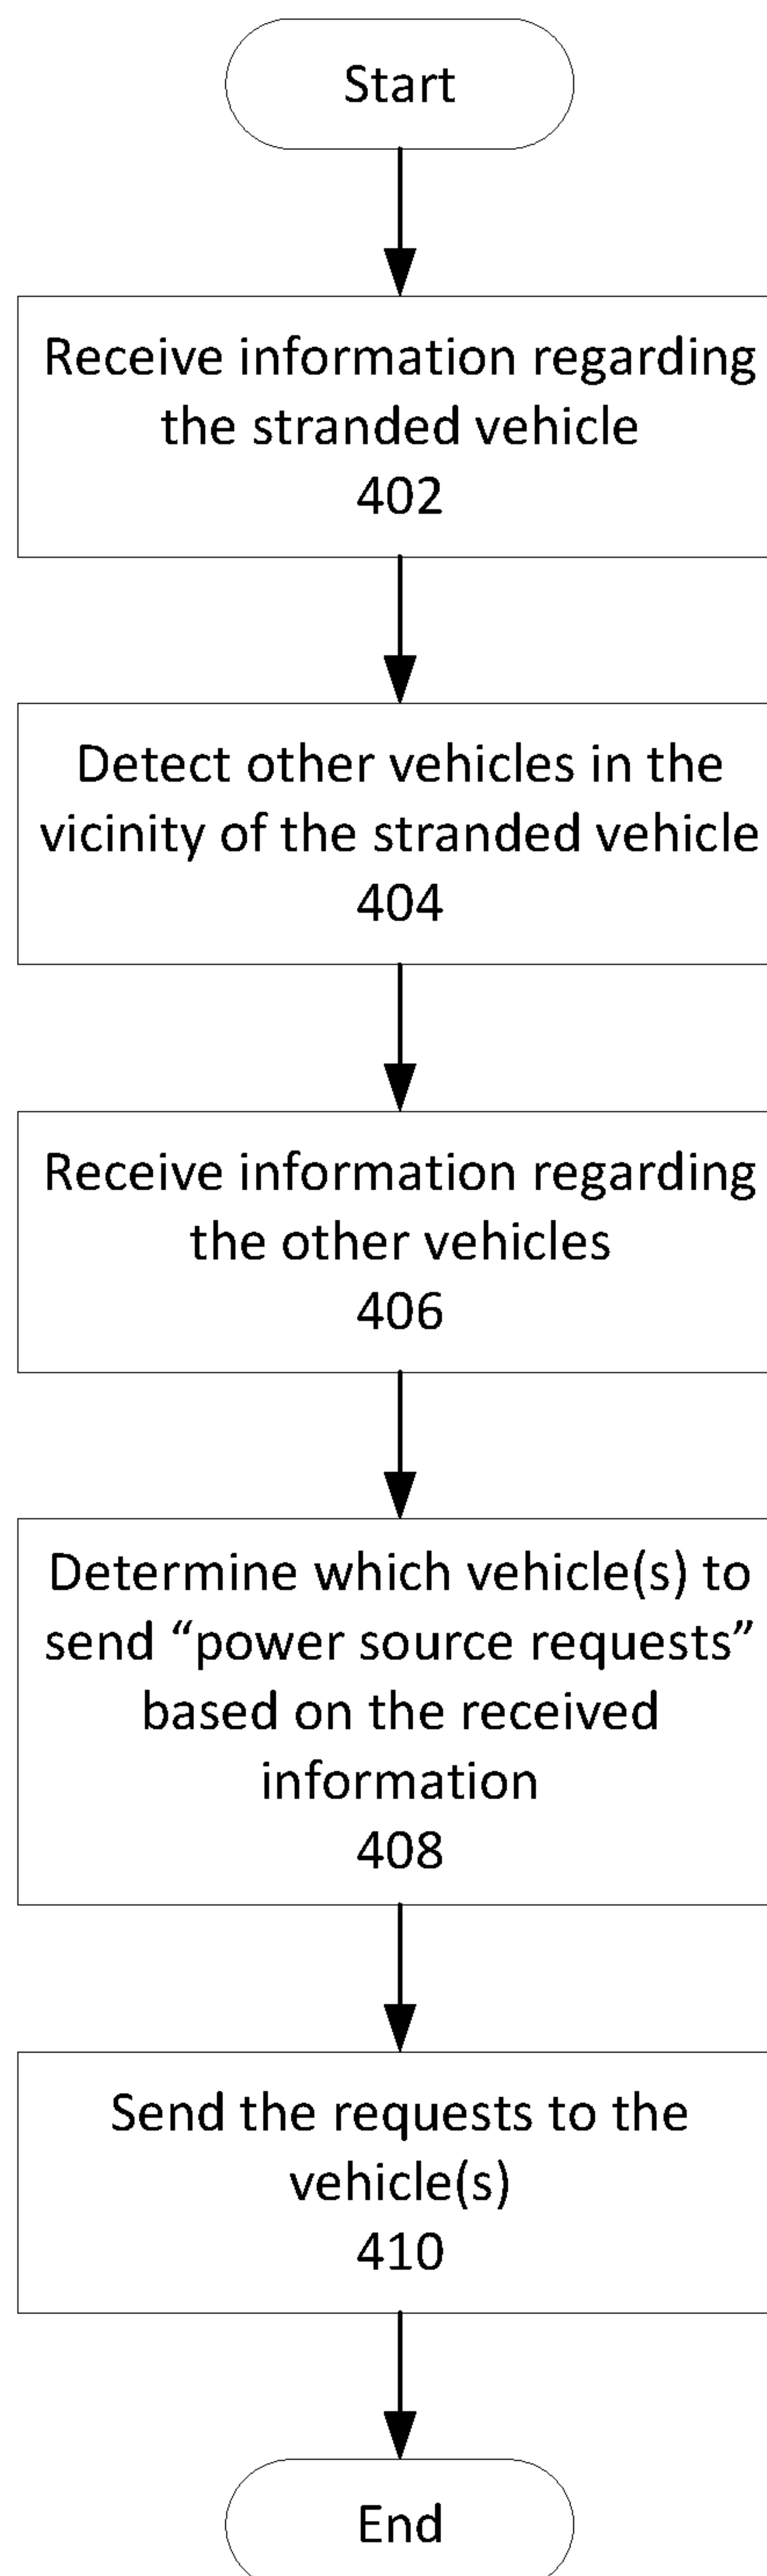 Start
Receive information regarding
the stranded vehicle
402
Detect other vehicles in the
vicinity of the stranded vehicle
404
Receive information regarding
the other vehicles
406
Determine which vehicle(s) to
send “power source requests”
based on the received
information
408
Send the requests to the
vehicle(s)
410
End